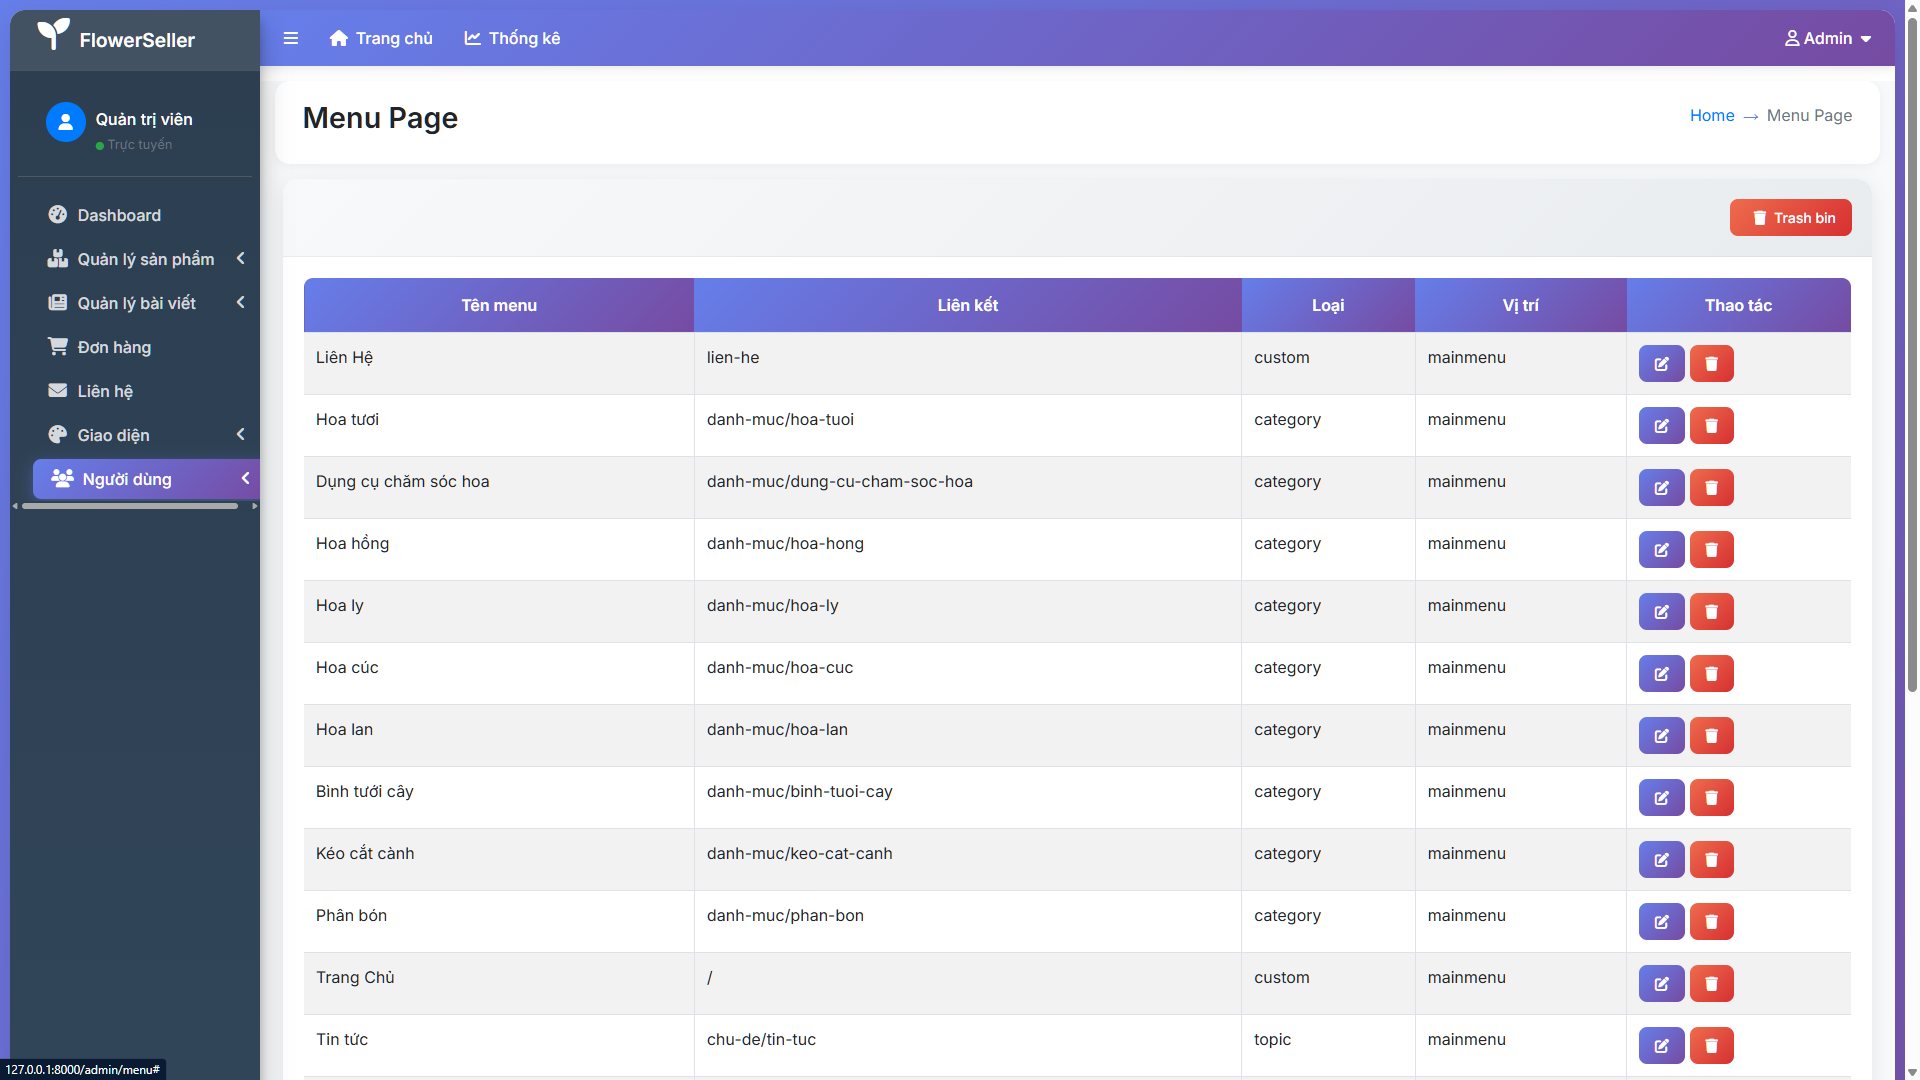 FlowerSeller
Trang chủ
Thống kê
Admin
Quản trị viên
Trực tuyến
Dashboard
Quản lý sản phẩm
Quản lý bài viết
Đơn hàng
Liên hệ
Giao diện
Người dùng
Menu Page
Home → Menu Page
Trash bin
Tên menu Liên kết Loại Vị trí Thao tác
Liên Hệ lien-he custom mainmenu
Hoa tươi danh-muc/hoa-tuoi category mainmenu
Dụng cụ chăm sóc hoa danh-muc/dung-cu-cham-soc-hoa category mainmenu
Hoa hồng danh-muc/hoa-hong category mainmenu
Hoa ly danh-muc/hoa-ly category mainmenu
Hoa cúc danh-muc/hoa-cuc category mainmenu
Hoa lan danh-muc/hoa-lan category mainmenu
Bình tưới cây danh-muc/binh-tuoi-cay category mainmenu
Kéo cắt cành danh-muc/keo-cat-canh category mainmenu
Phân bón danh-muc/phan-bon category mainmenu
Trang Chủ / custom mainmenu
Tin tức chu-de/tin-tuc topic mainmenu
127.0.0.1:8000/admin/menu#